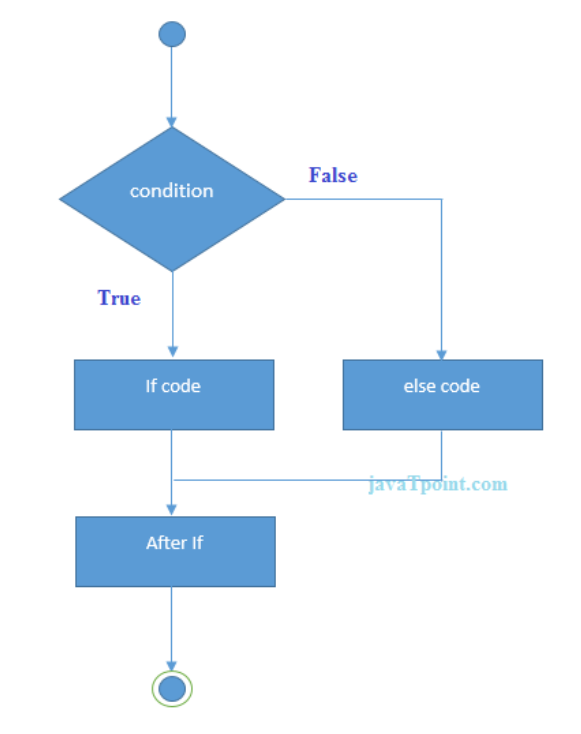 condition
False
True
If code
else code
javaTpoint.com
After If